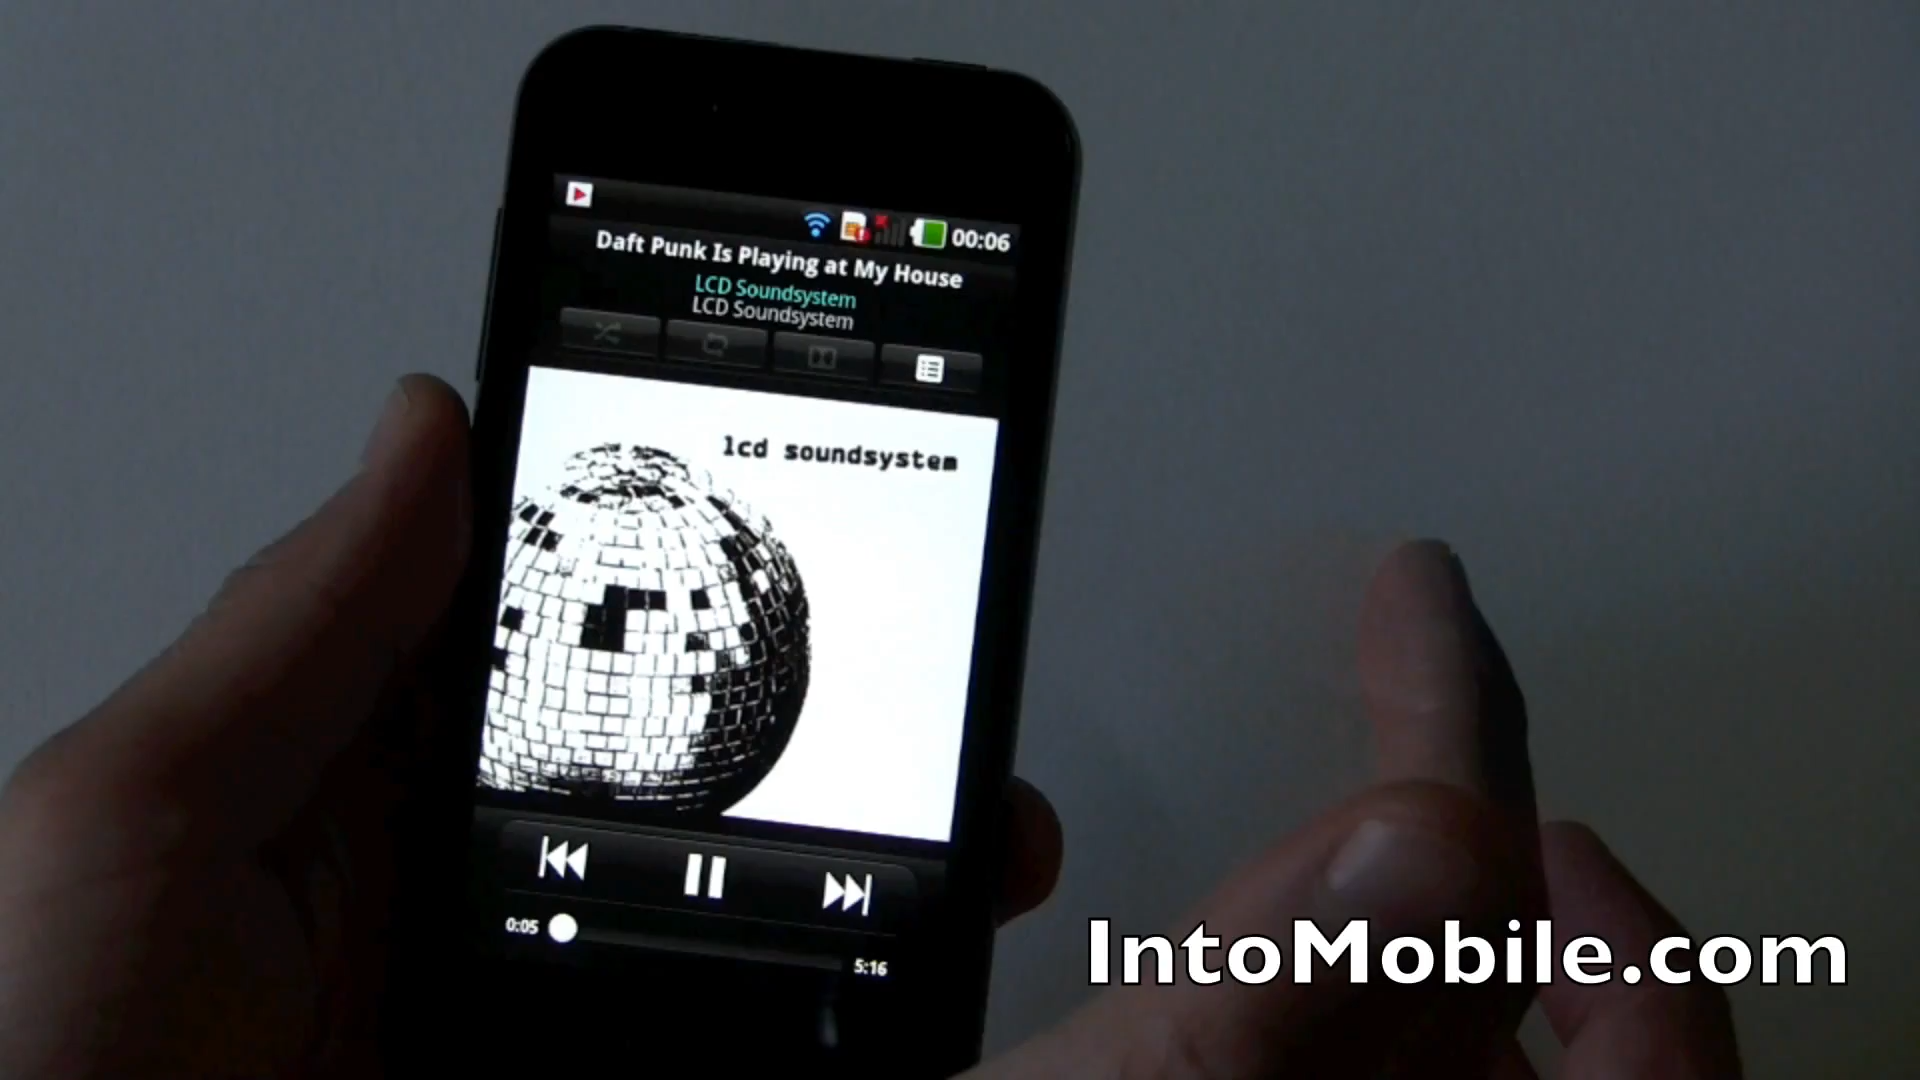 00:06
Daft Punk Is Playing at My House
LCD Soundsystem
LCD Soundsystem
lcd soundsystem
0:05
5:16
IntoMobile.com